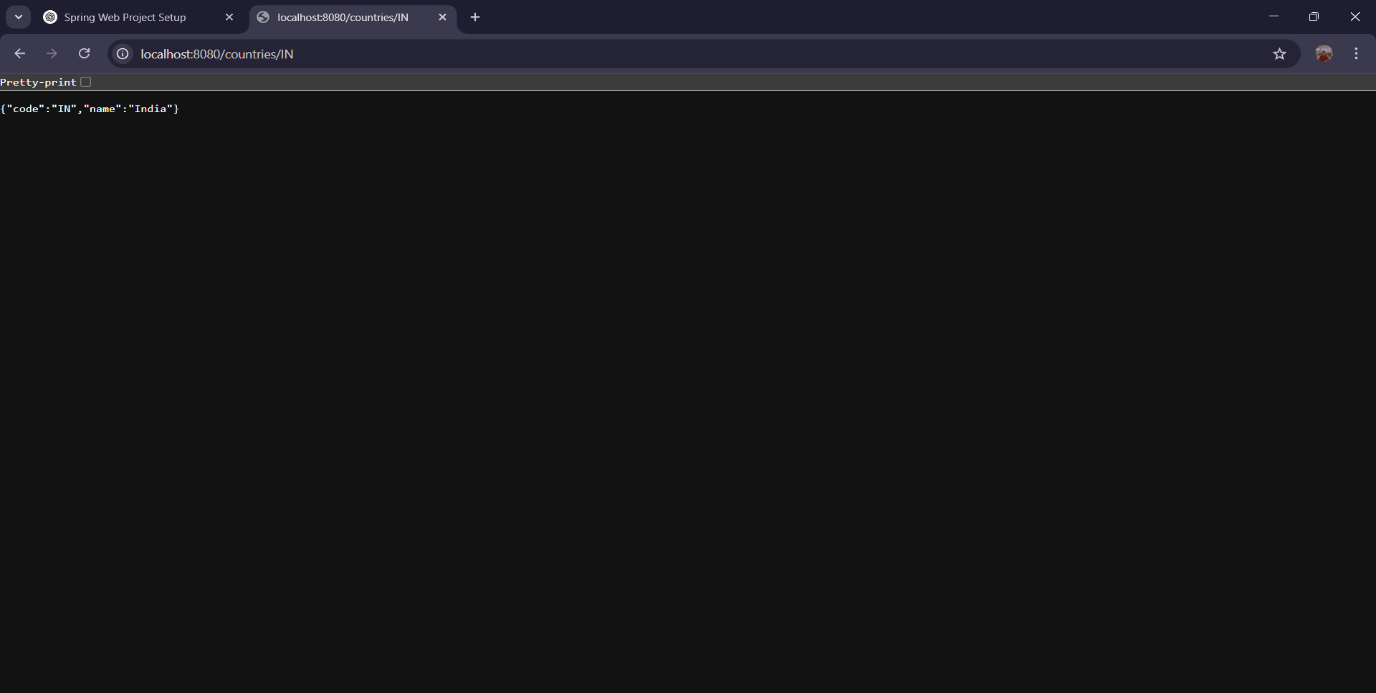 Spring Web Project Setup
localhost:8080/countries/IN
localhost:8080/countries/IN
Pretty-print
{"code":"IN","name":"India"}